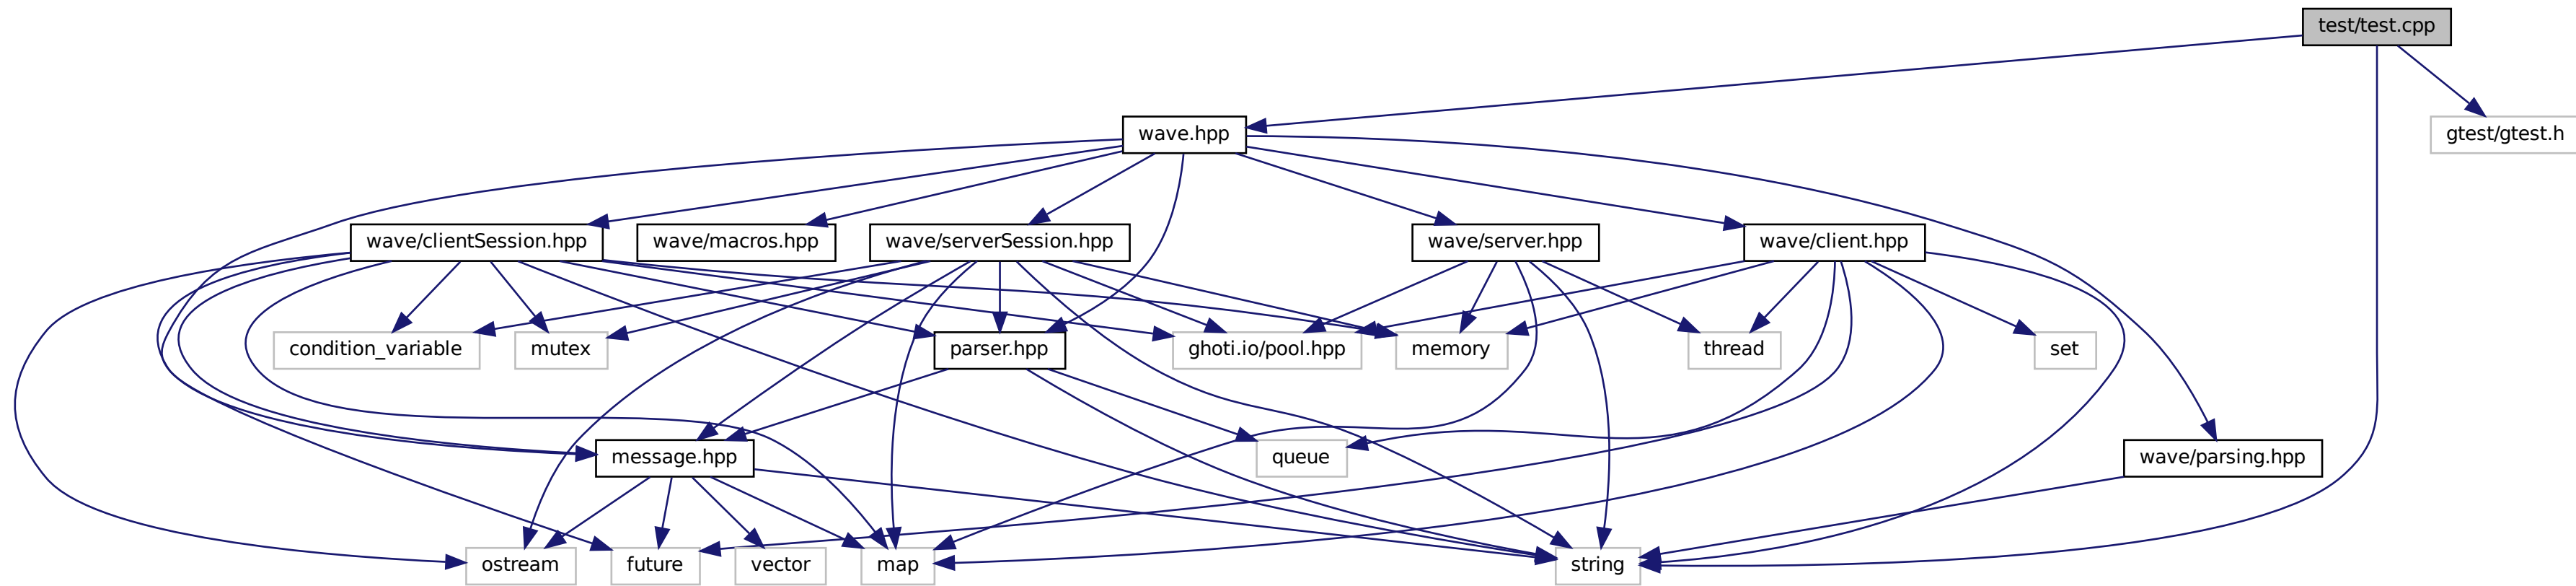 test/test.cpp
wave.hpp
gtest/gtest.h
wave/clientSession.hpp
wave/macros.hpp
wave/serverSession.hpp
wave/server.hpp
wave/client.hpp
condition_variable
mutex
parser.hpp
ghoti.io/pool.hpp
memory
thread
set
message.hpp
queue
wave/parsing.hpp
ostream
future
vector
map
string